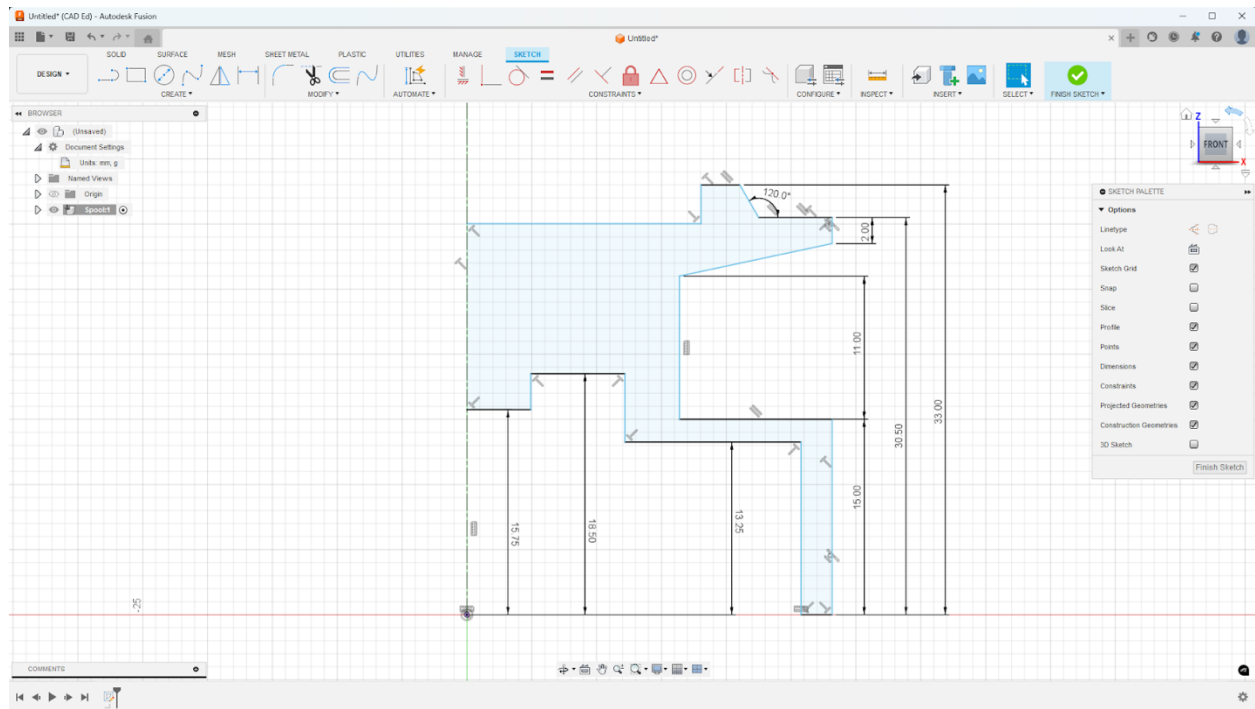 Untitled* (CAD Ed) - Autodesk Fusion
Untitled*
SOLID SURFACE MESH SHEET METAL PLASTIC UTILITIES MANAGE SKETCH
DESIGN
CREATE MODIFY AUTOMATE CONSTRAINTS CONFIGURE INSPECT INSERT SELECT FINISH SKETCH
BROWSER
(Unsaved)
Document Settings
Units: mm, g
Named Views
Origin
Spool:1
Z
FRONT
X
SKETCH PALETTE
Options
Linetype
Look At
Sketch Grid
Snap
Slice
Profile
Points
Dimensions
Constraints
Projected Geometries
Construction Geometries
3D Sketch
Finish Sketch
120.0°
2.00
11.00
33.00
30.50
15.00
13.25
18.50
15.75
-25
COMMENTS